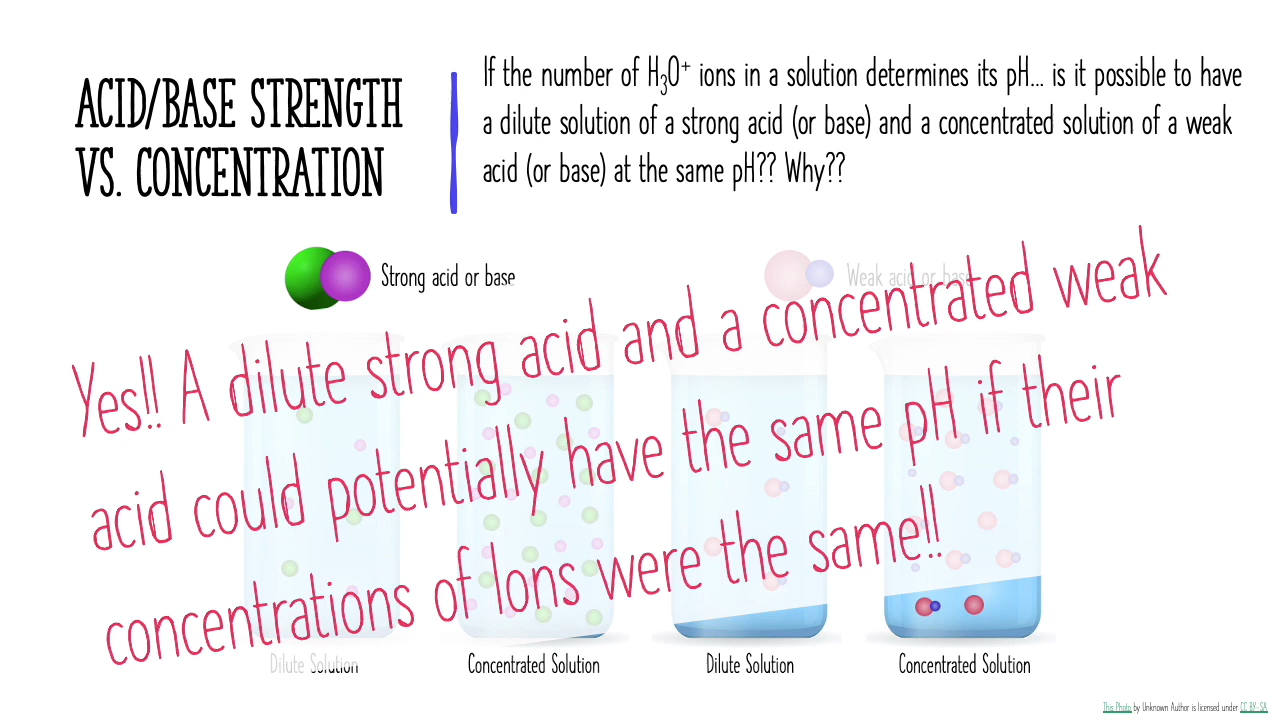 ACID/BASE STRENGTH
VS. CONCENTRATION
If the number of H₃O⁺ ions in a solution determines its pH... is it possible to have
a dilute solution of a strong acid (or base) and a concentrated solution of a weak
acid (or base) at the same pH?? Why??
Strong acid or base
Weak acid or base
Yes!! A dilute strong acid and a concentrated weak
acid could potentially have the same pH if their
concentrations of Ions were the same!!
Dilute Solution
Concentrated Solution
Dilute Solution
Concentrated Solution
This Photo by Unknown Author is licensed under CC BY-SA